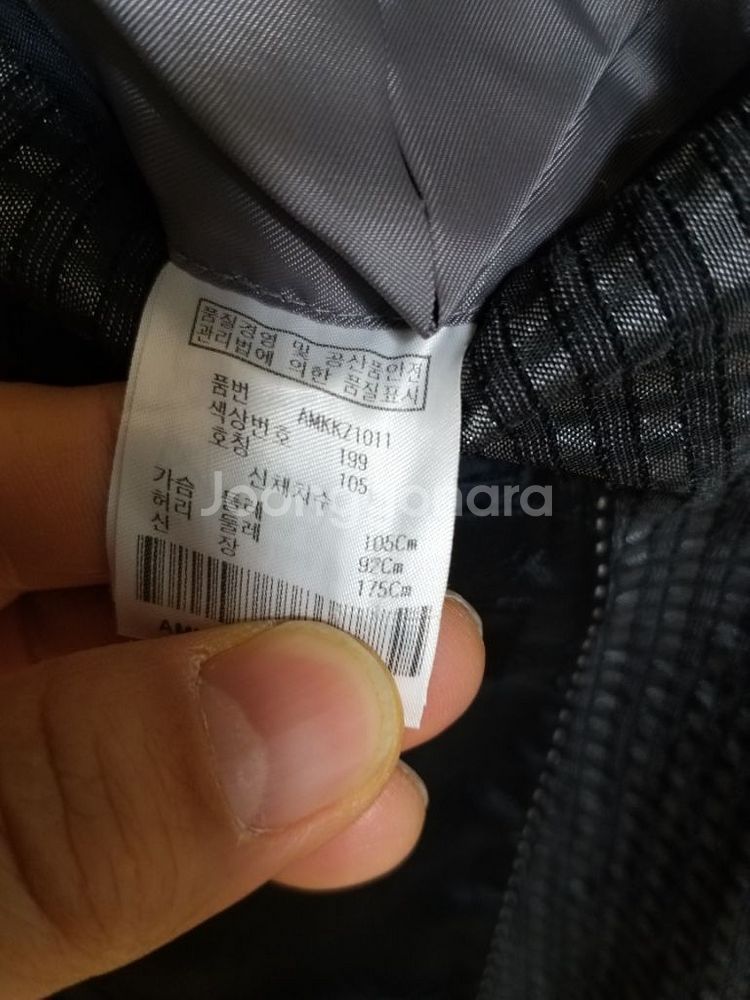 품질경영 및 공산품안전
관리법에 의한 품질표시
품번 AMKKZ1011
색상번호 199
호칭 105
신체치수
가슴 둘레 105Cm
허리 둘레 92Cm
신 장 175Cm
Joonggonara